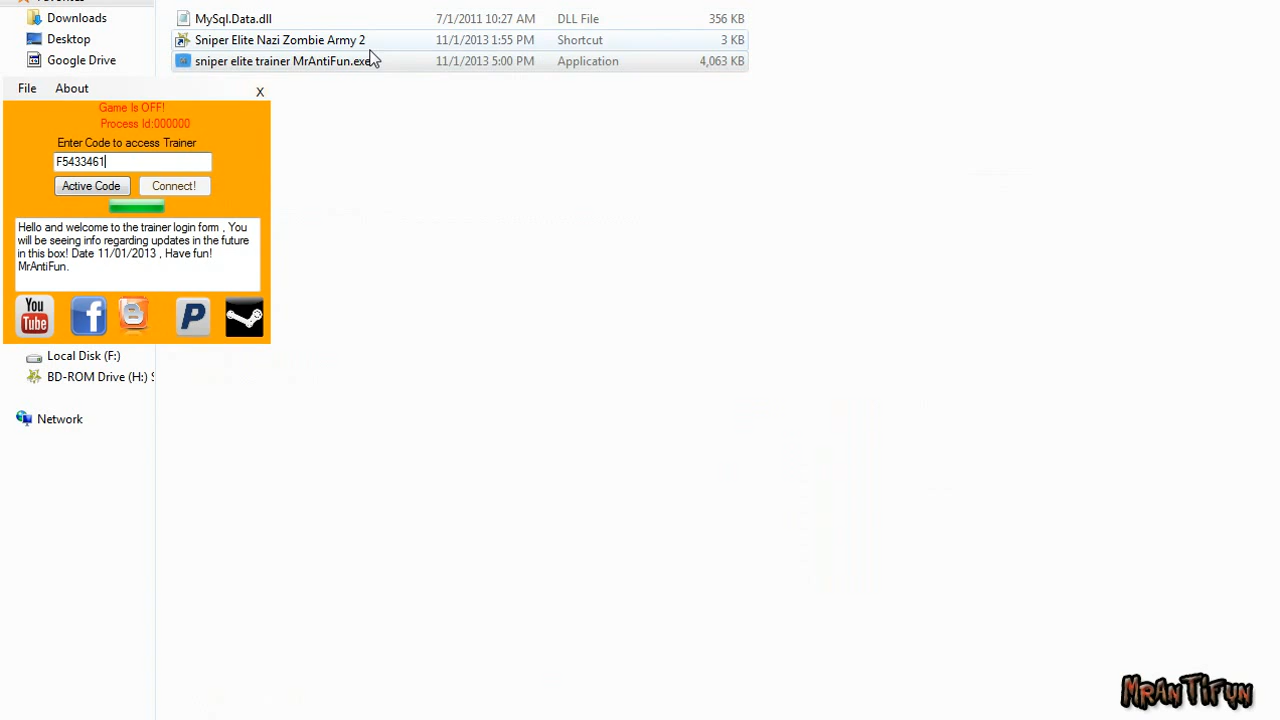 MySql.Data.dll 7/1/2011 10:27 AM DLL File 356 KB
Downloads
Sniper Elite Nazi Zombie Army 2 11/1/2013 1:55 PM Shortcut 3 KB
Desktop
sniper elite trainer MrAntiFun.exe 11/1/2013 5:00 PM Application 4,063 KB
Google Drive
File About X
Game Is OFF!
Process Id:000000
Enter Code to access Trainer
F5433461
Active Code Connect!
Hello and welcome to the trainer login form , You
will be seeing info regarding updates in the future
in this box! Date 11/01/2013 , Have fun!
MrAntiFun.
You
Tube
Local Disk (F:)
BD-ROM Drive (H:) S
Network
MrAnTiFun